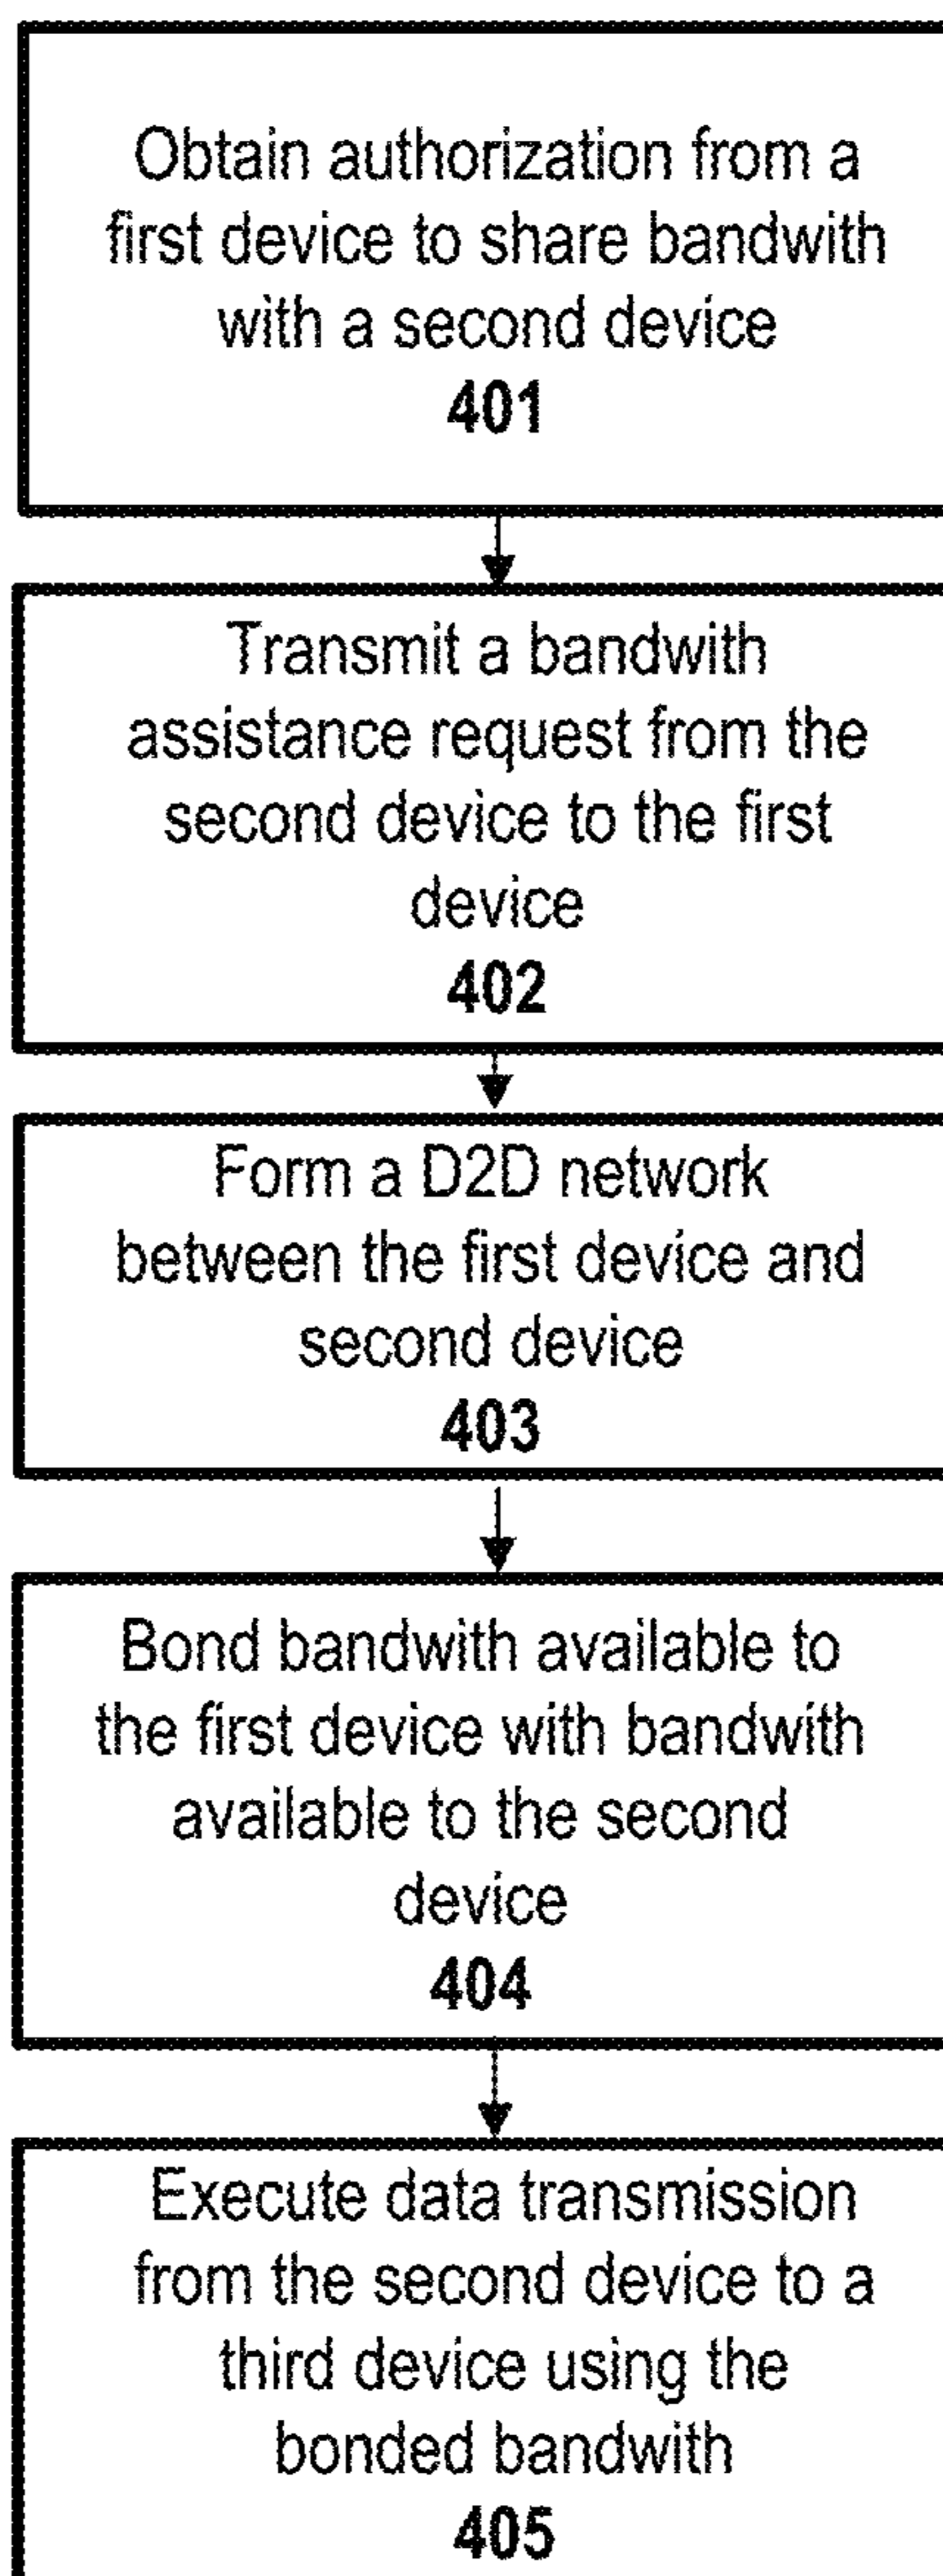 Obtain authorization from a
first device to share bandwith
with a second device
401
Transmit a bandwith
assistance request from the
second device to the first
device
402
Form a D2D network
between the first device and
second device
403
Bond bandwith available to
the first device with bandwith
available to the second
device
404
Execute data transmission
from the second device to a
third device using the
bonded bandwith
405